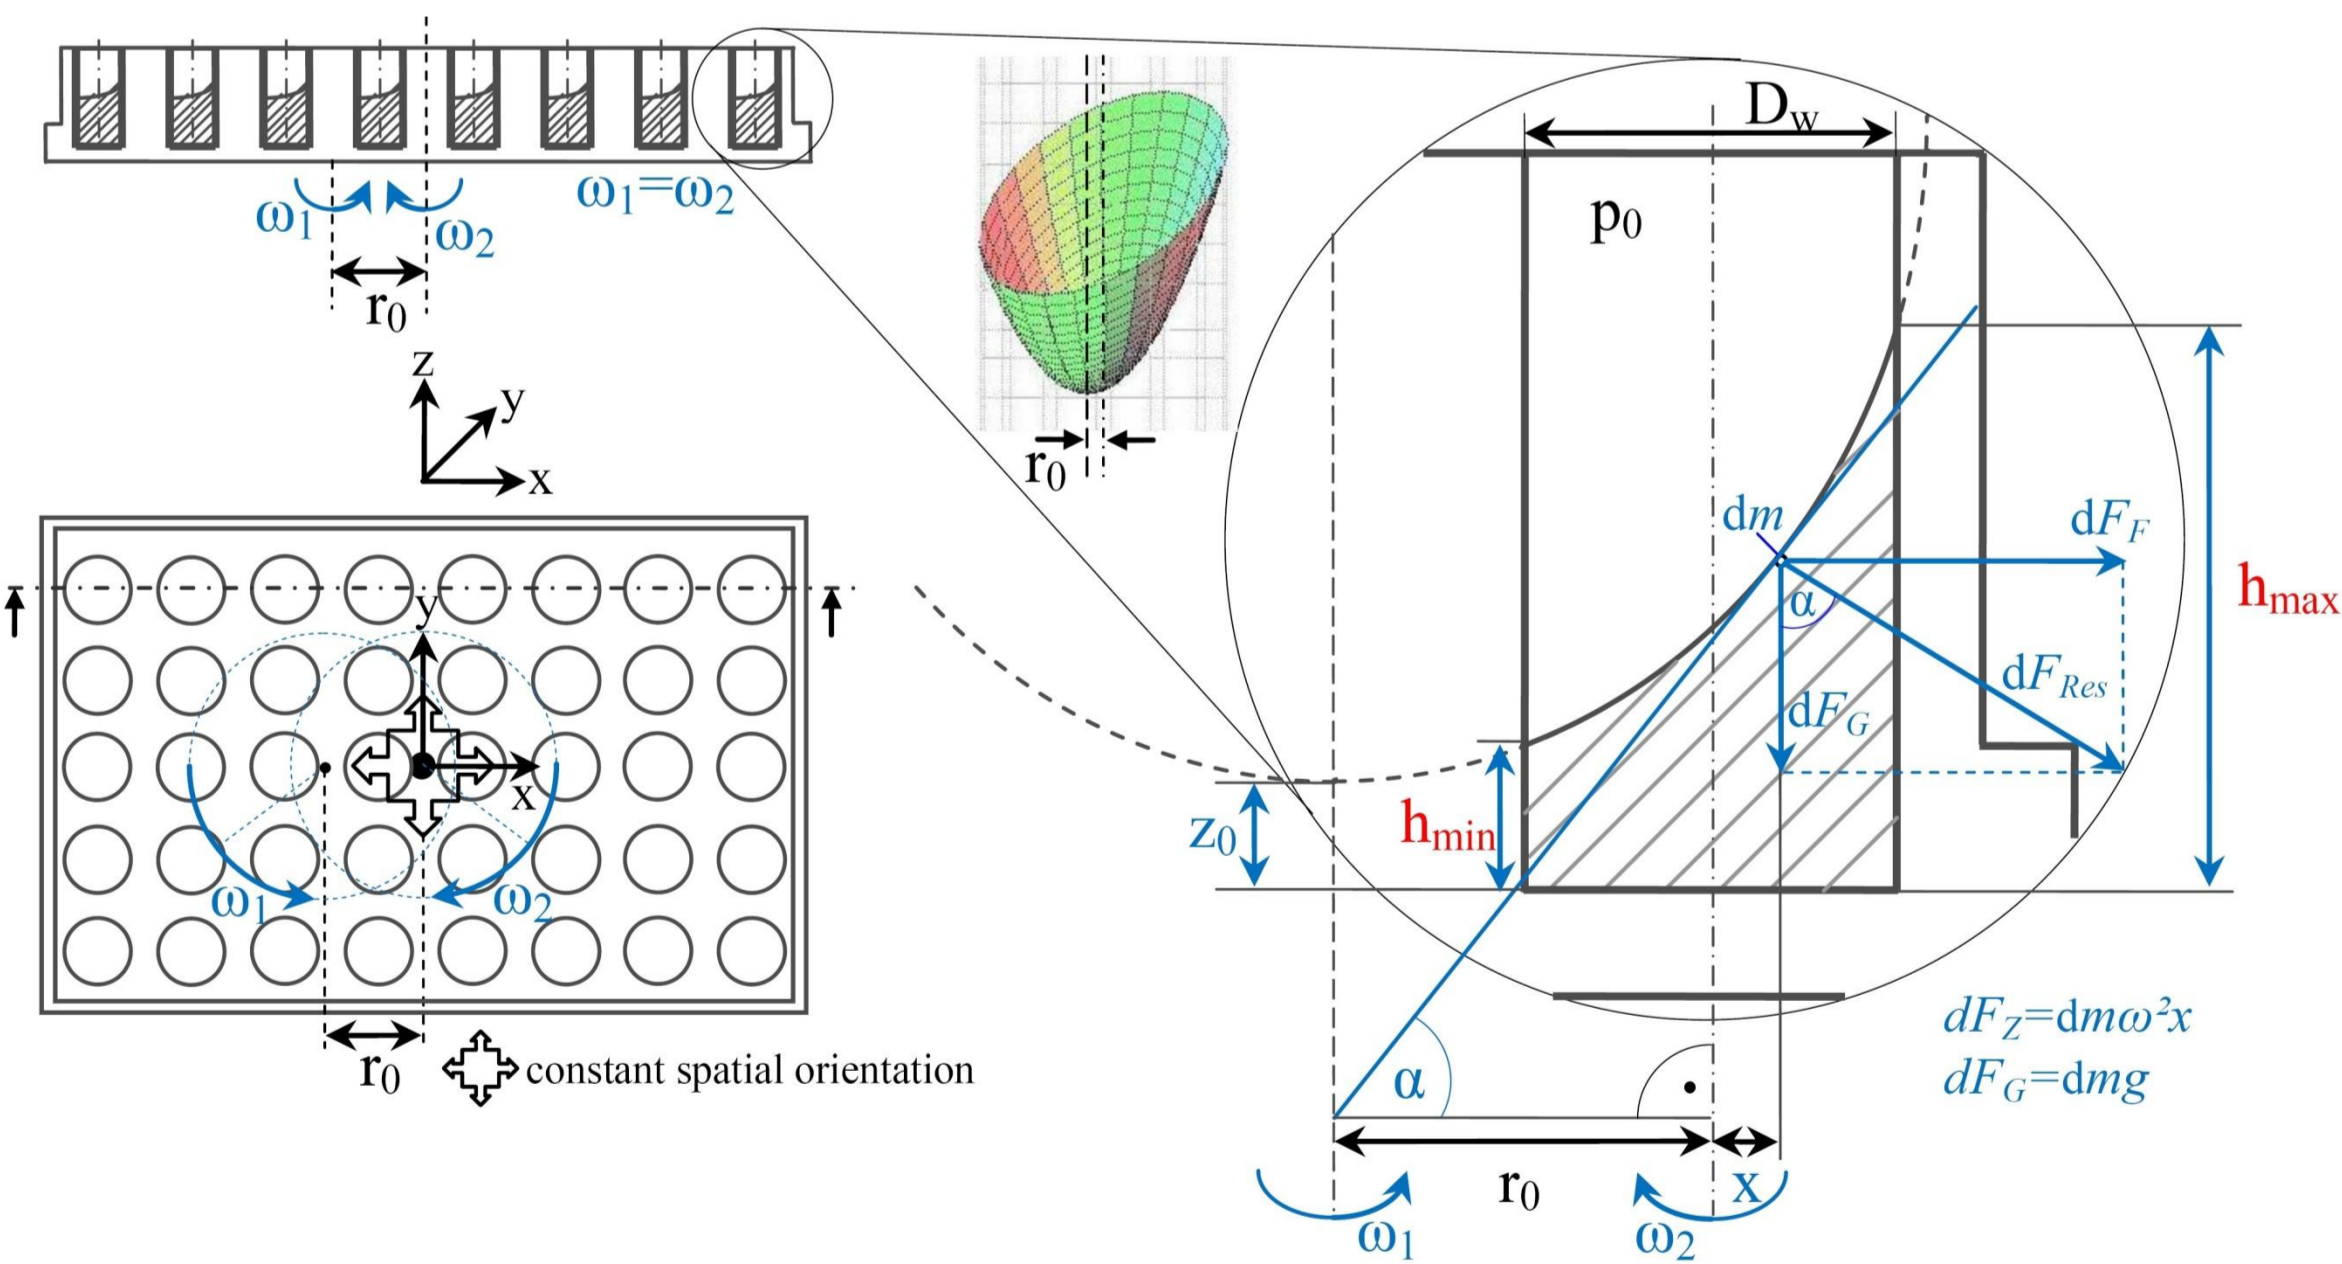 ω1
ω2
ω1=ω2
r0
z
y
x
y
x
ω1
ω2
r0
constant spatial orientation
r0
Dw
p0
dm
dFF
α
dFRes
dFG
hmax
z0
hmin
dFZ=dmω²x
dFG=dmg
α
r0
x
ω1
ω2